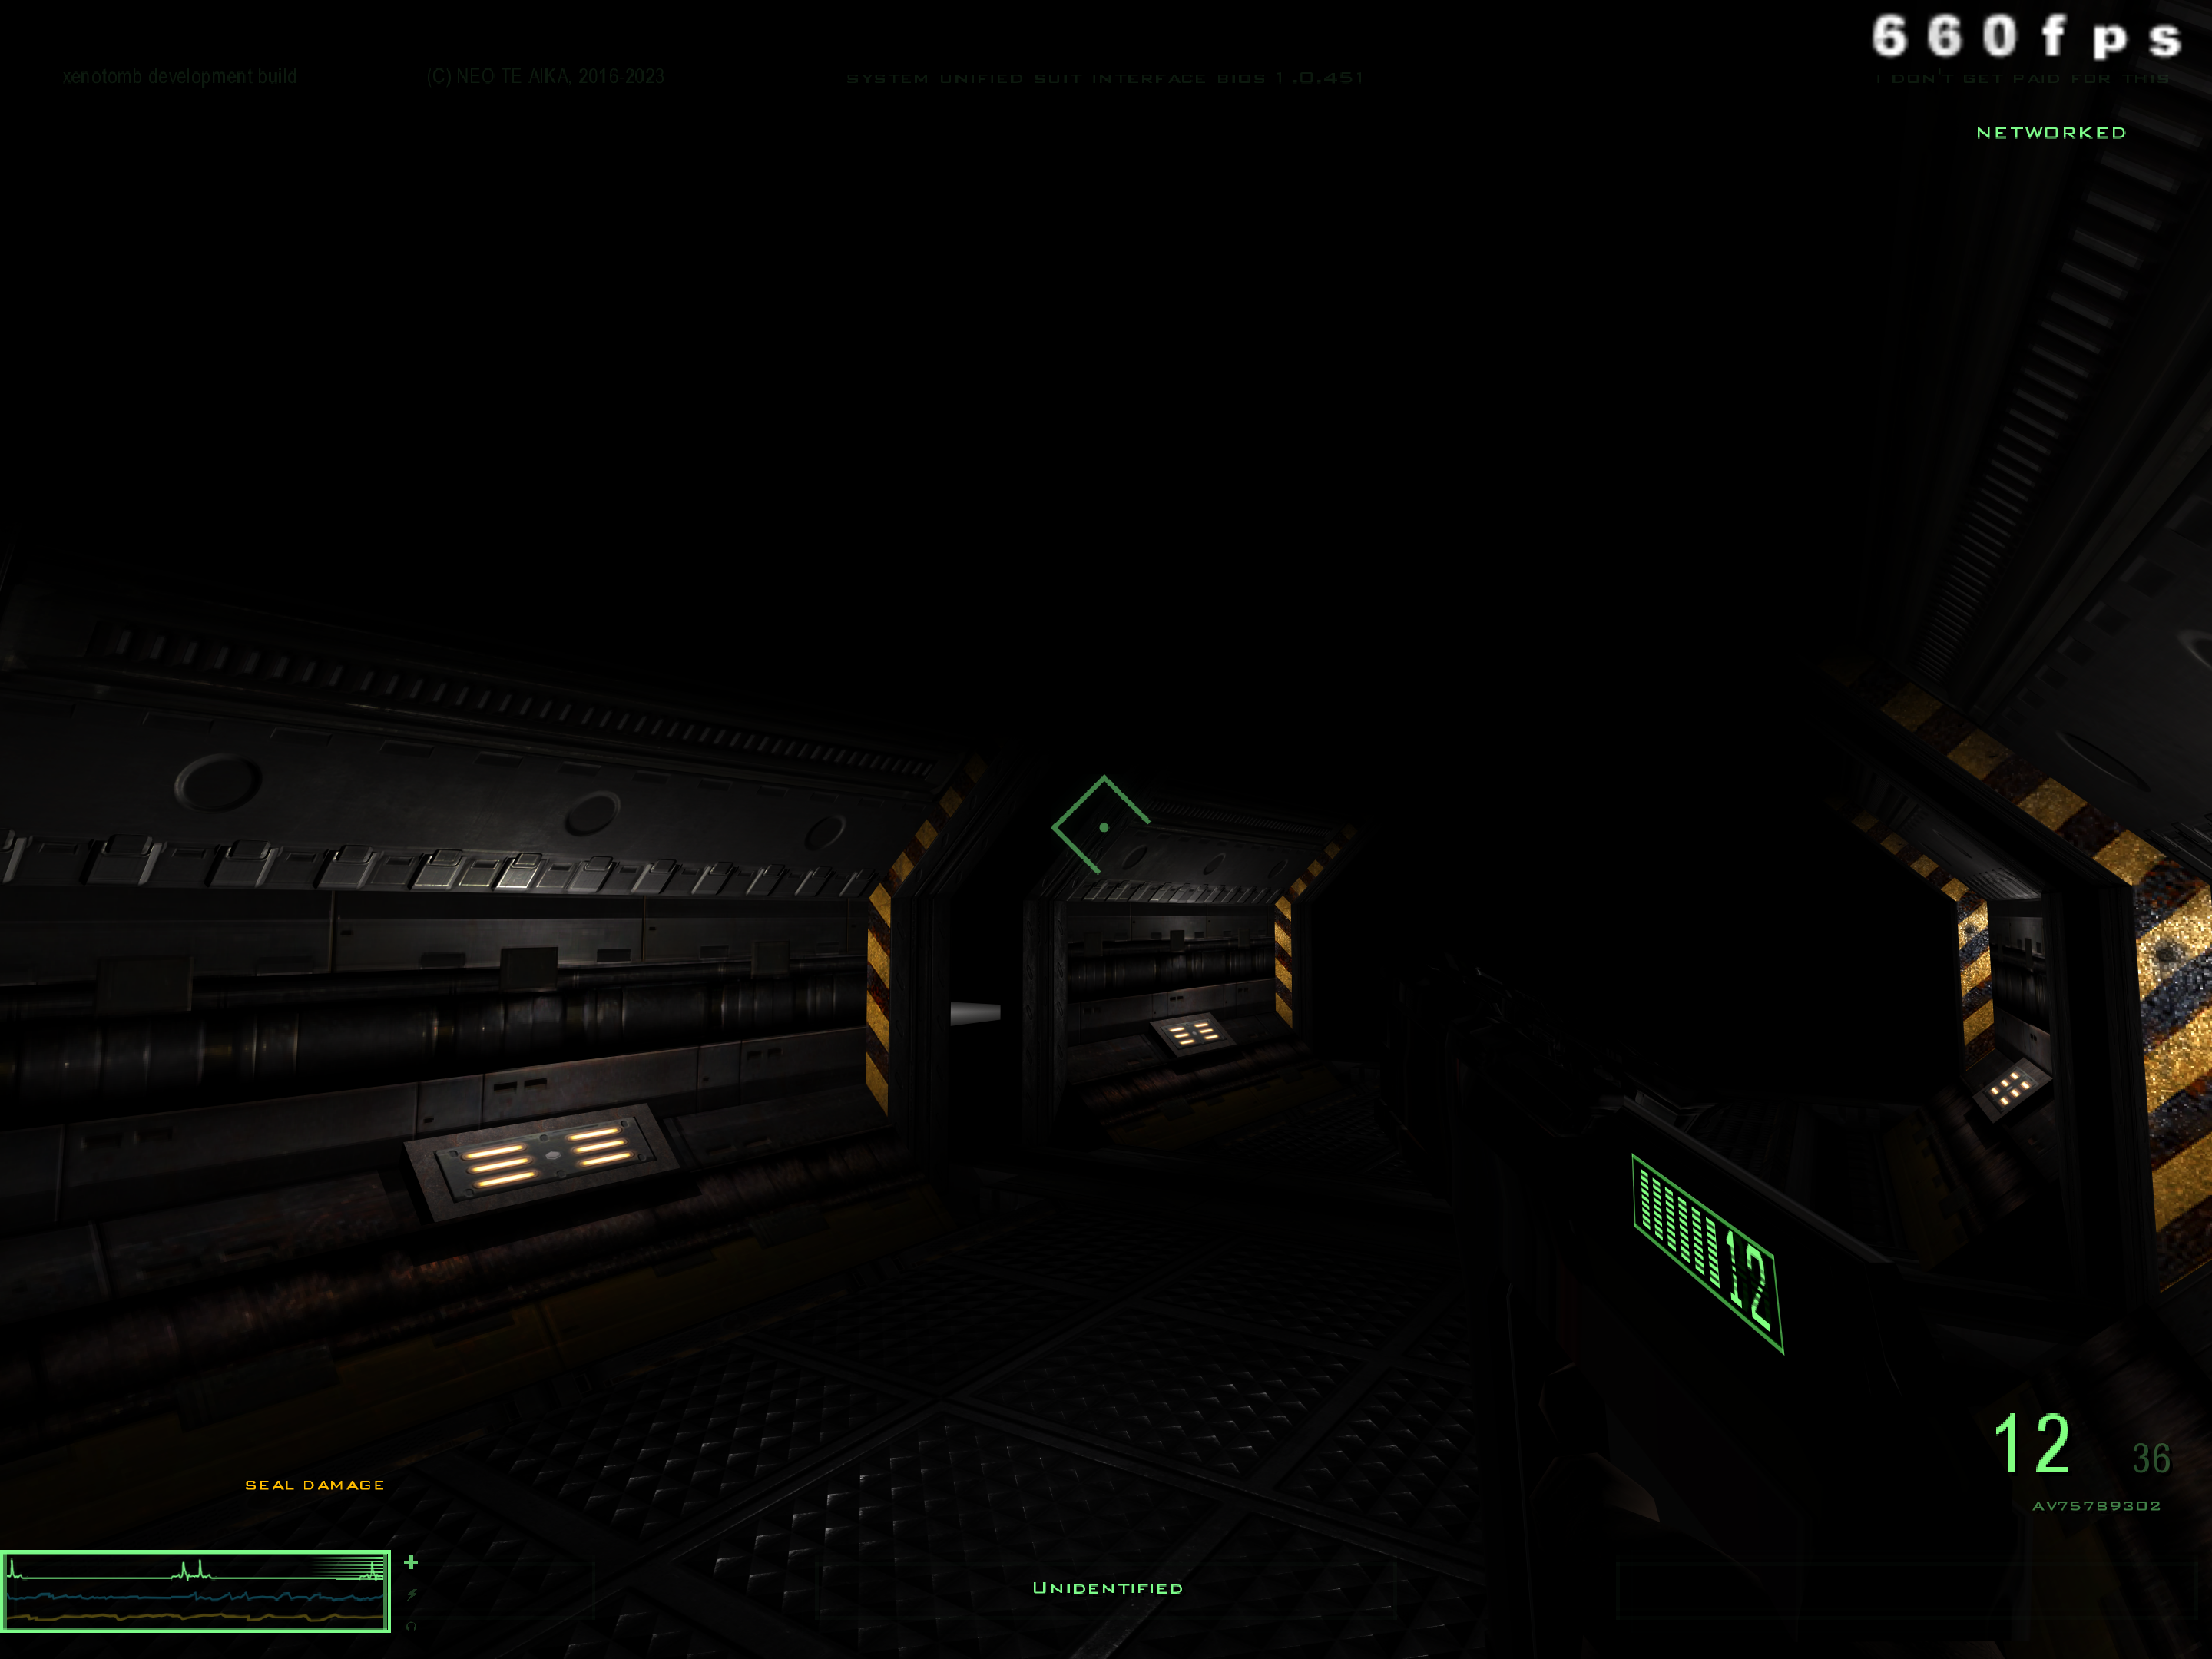 660fps
xenotomb development build
(C) NEO TE AIKA, 2016-2023
SYSTEM UNIFIED SUIT INTERFACE BIOS 1.0.451
I DON'T GET PAID FOR THIS
NETWORKED
12
12
36
AV75789302
SEAL DAMAGE
UNIDENTIFIED